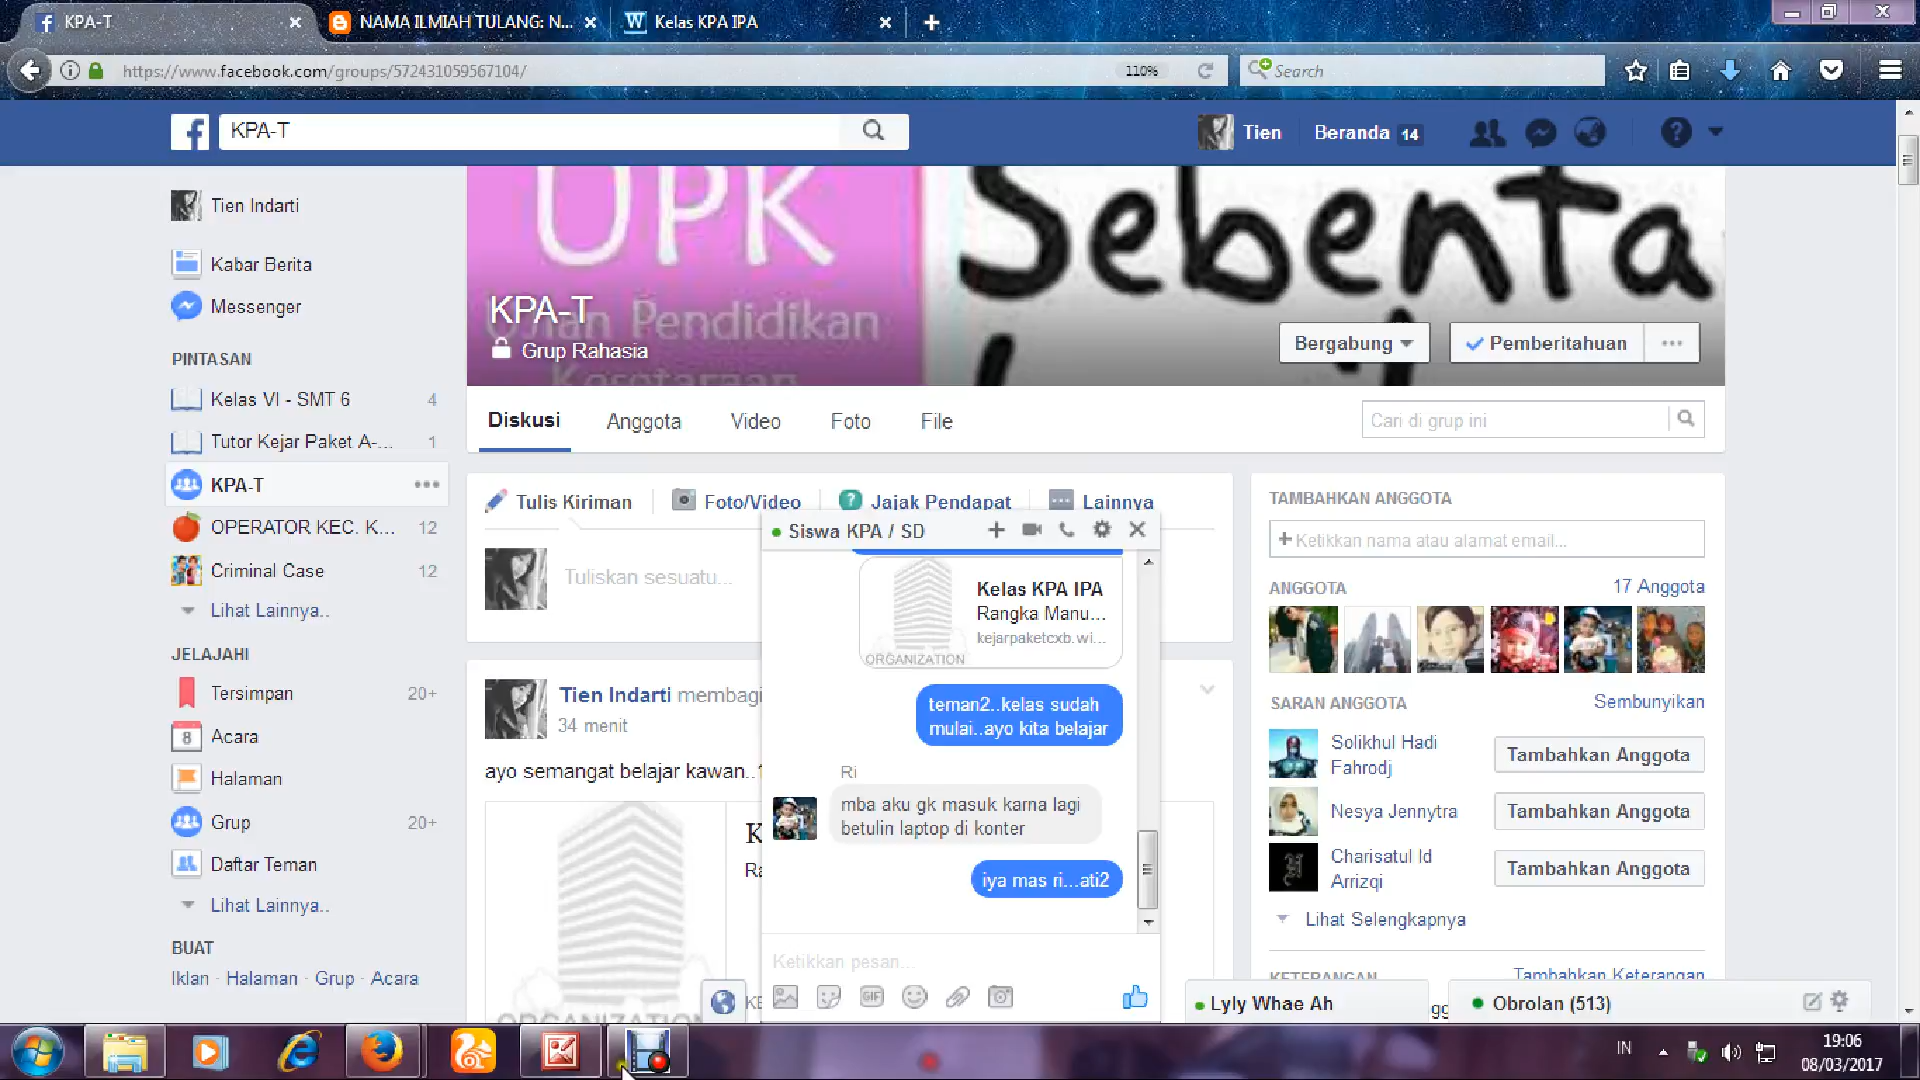 KPA-T
NAMA ILMIAH TULANG: N...
Kelas KPA IPA
https://www.facebook.com/groups/572431059567104/
110%
Search
KPA-T
Tien
Beranda 14
Tien Indarti
Kabar Berita
Messenger
PINTASAN
Kelas VI - SMT 6 4
Tutor Kejar Paket A-... 1
KPA-T
OPERATOR KEC. K... 12
Criminal Case 12
Lihat Lainnya..
JELAJAHI
Tersimpan 20+
8
Acara
Halaman
Grup 20+
Daftar Teman
Lihat Lainnya..
BUAT
Iklan · Halaman · Grup · Acara
UPK
Ujian Pendidikan
Kesetaraan
Sebenta
KPA-T
Grup Rahasia
Bergabung
Pemberitahuan
Diskusi
Anggota
Video
Foto
File
Cari di grup ini
Tulis Kiriman
Foto/Video
Jajak Pendapat
Lainnya
Tuliskan sesuatu...
Tien Indarti membagi
34 menit
ayo semangat belajar kawan..
K
Ra
KE
Siswa KPA / SD
Kelas KPA IPA
Rangka Manu...
kejarpaketcxb.wi...
ORGANIZATION
teman2..kelas sudah
mulai..ayo kita belajar
Ri
mba aku gk masuk karna lagi
betulin laptop di konter
iya mas ri...ati2
Ketikkan pesan...
GIF
TAMBAHKAN ANGGOTA
+ Ketikkan nama atau alamat email...
ANGGOTA
17 Anggota
SARAN ANGGOTA
Sembunyikan
Solikhul Hadi
Fahrodj
Tambahkan Anggota
Nesya Jennytra
Tambahkan Anggota
Charisatul Id
Arrizqi
Tambahkan Anggota
Lihat Selengkapnya
KETERANGAN
Tambahkan Keterangan
Lyly Whae Ah
Obrolan (513)
IN
19:06
08/03/2017